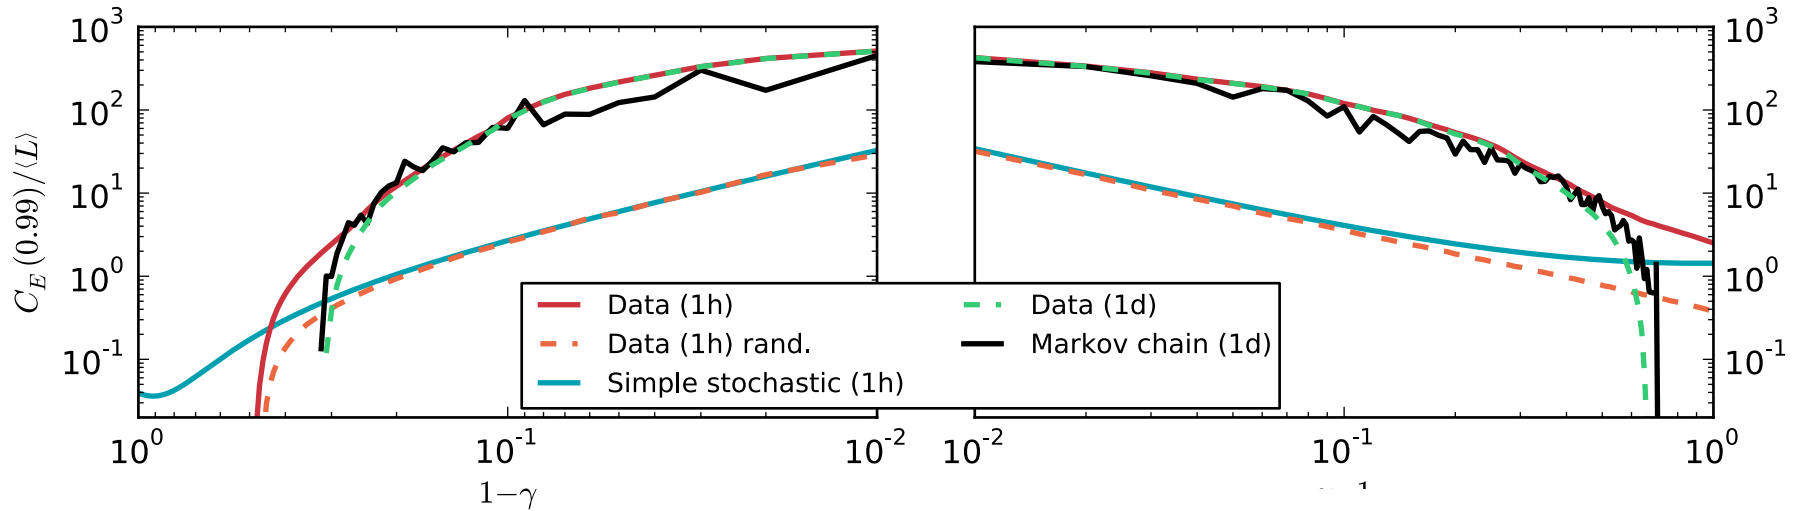 10^3 10^3
10^2 10^2
10^1 10^1
10^0 10^0
10^-1 10^-1
C_E(0.99)/⟨L⟩
Data (1h) Data (1d)
Data (1h) rand. Markov chain (1d)
Simple stochastic (1h)
10^0 10^-1 10^-2 10^-2 10^-1 10^0
1−γ